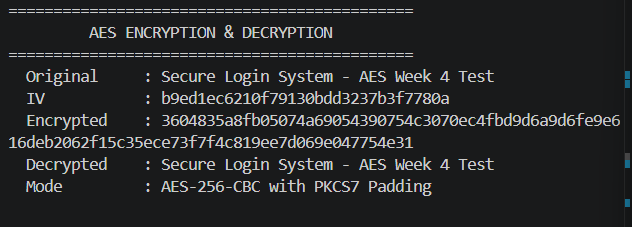 =============================================
AES ENCRYPTION & DECRYPTION
=============================================
Original : Secure Login System - AES Week 4 Test
IV : b9ed1ec6210f79130bdd3237b3f7780a
Encrypted : 3604835a8fb05074a69054390754c3070ec4fbd9d6a9d6fe9e6
16deb2062f15c35ece73f7f4c819ee7d069e047754e31
Decrypted : Secure Login System - AES Week 4 Test
Mode : AES-256-CBC with PKCS7 Padding